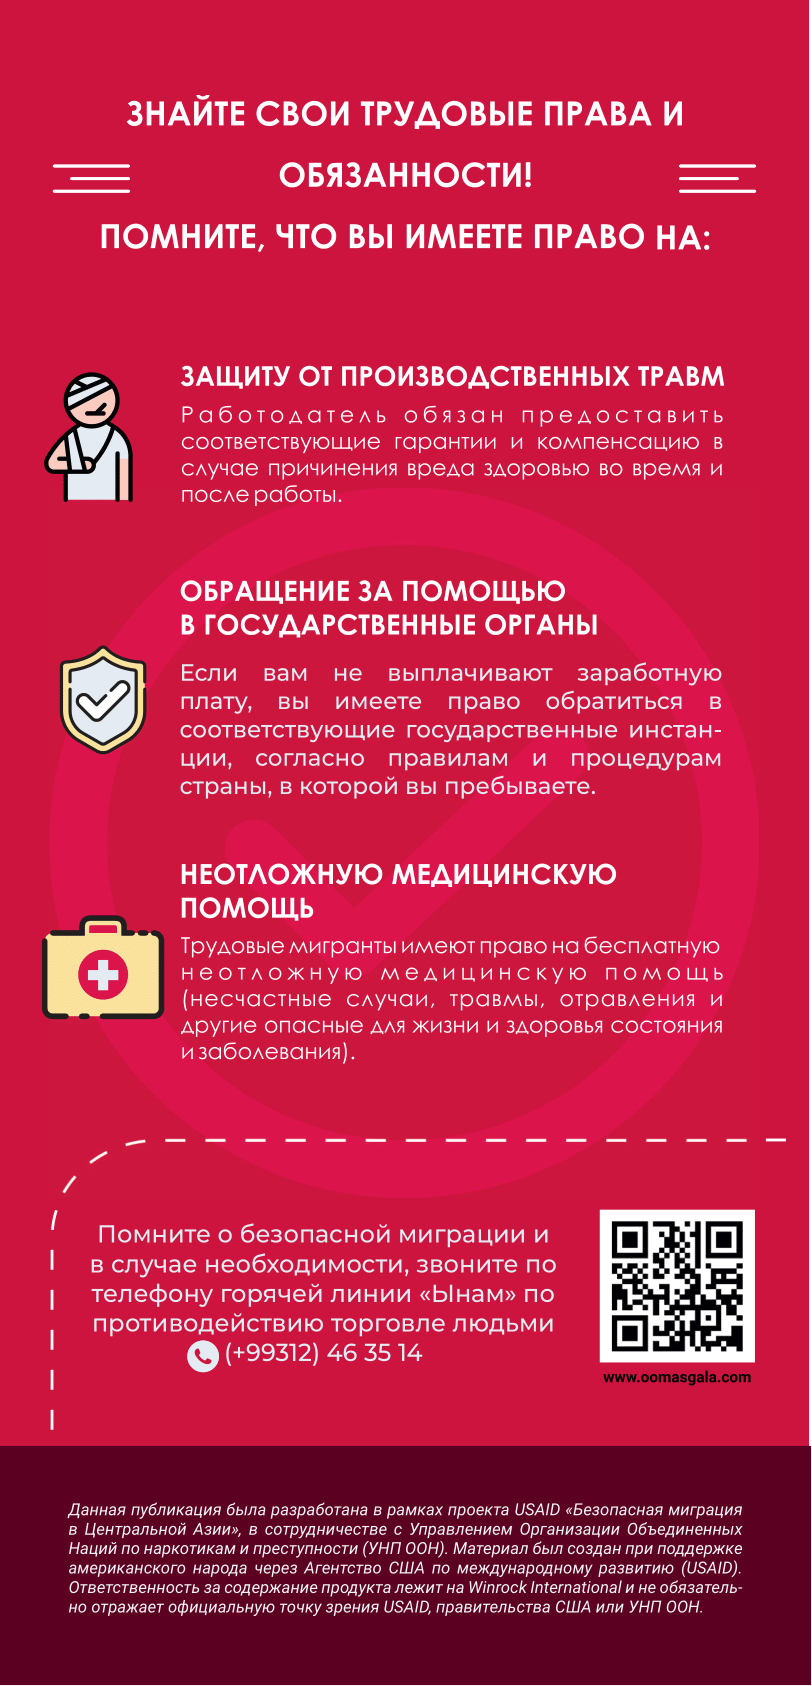 ЗНАЙТЕ СВОИ ТРУДОВЫЕ ПРАВА И
ОБЯЗАННОСТИ!
ПОМНИТЕ, ЧТО ВЫ ИМЕЕТЕ ПРАВО НА:
ЗАЩИТУ ОТ ПРОИЗВОДСТВЕННЫХ ТРАВМ
Работодатель обязан предоставить
соответствующие гарантии и компенсацию в
случае причинения вреда здоровью во время и
после работы.
ОБРАЩЕНИЕ ЗА ПОМОЩЬЮ
В ГОСУДАРСТВЕННЫЕ ОРГАНЫ
Если вам не выплачивают заработную
плату, вы имеете право обратиться в
соответствующие государственные инстан-
ции, согласно правилам и процедурам
страны, в которой вы пребываете.
НЕОТЛОЖНУЮ МЕДИЦИНСКУЮ
ПОМОЩЬ
Трудовые мигранты имеют право на бесплатную
неотложную медицинскую помощь
(несчастные случаи, травмы, отравления и
другие опасные для жизни и здоровья состояния
и заболевания).
Помните о безопасной миграции и
в случае необходимости, звоните по
телефону горячей линии «Ынам» по
противодействию торговле людьми
(+99312) 46 35 14
www.oomasgala.com
Данная публикация была разработана в рамках проекта USAID «Безопасная миграция
в Центральной Азии», в сотрудничестве с Управлением Организации Объединенных
Наций по наркотикам и преступности (УНП ООН). Материал был создан при поддержке
американского народа через Агентство США по международному развитию (USAID).
Ответственность за содержание продукта лежит на Winrock International и не обязатель-
но отражает официальную точку зрения USAID, правительства США или УНП ООН.